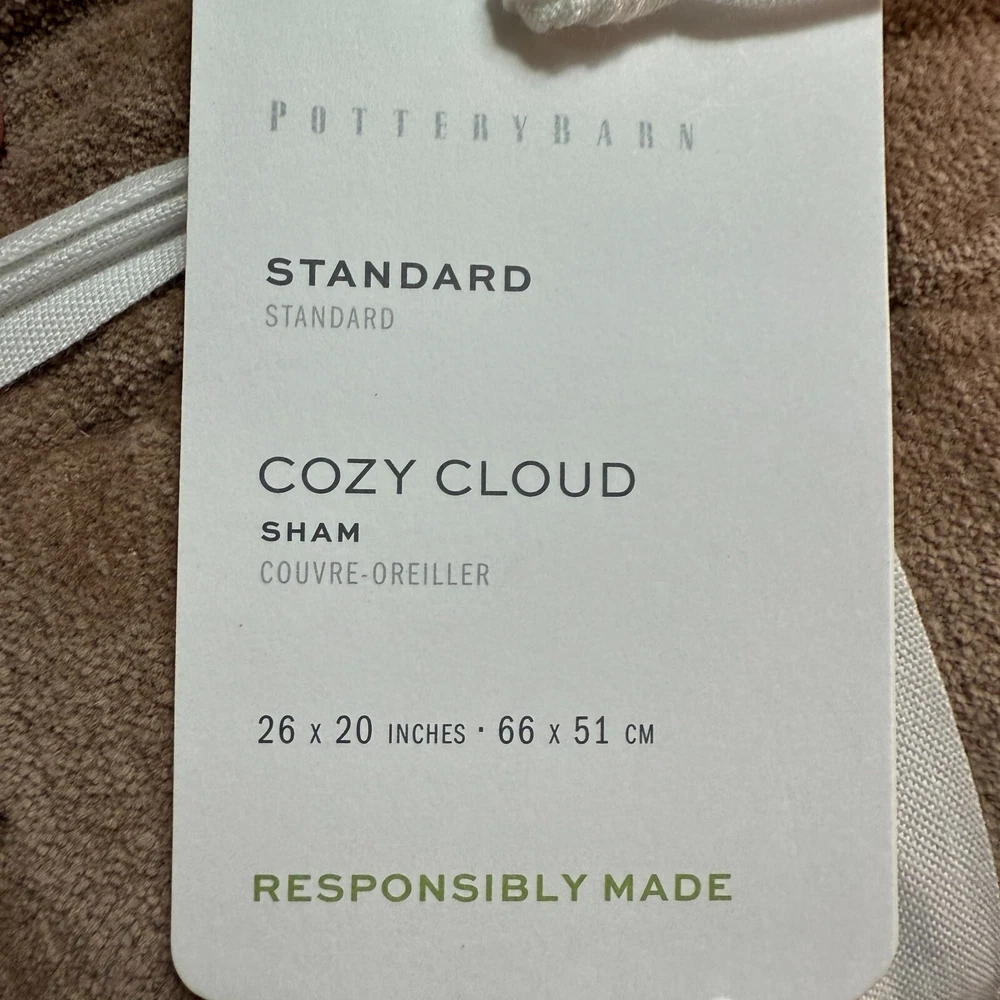 POTTERYBARN
STANDARD
STANDARD
COZY CLOUD
SHAM
COUVRE-OREILLER
26 X 20 INCHES · 66 X 51 CM
RESPONSIBLY MADE